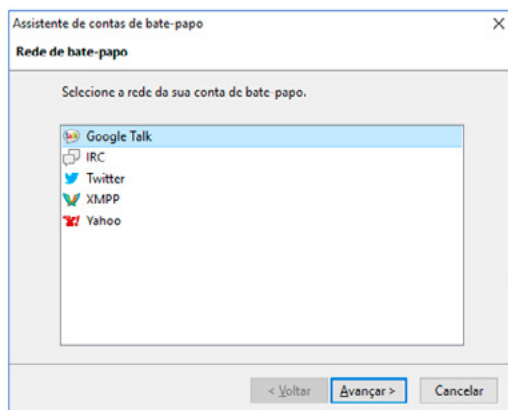 Assistente de contas de bate-papo
Rede de bate-papo
Selecione a rede da sua conta de bate-papo.
Google Talk
IRC
Twitter
XMPP
Yahoo
< Voltar Avançar > Cancelar